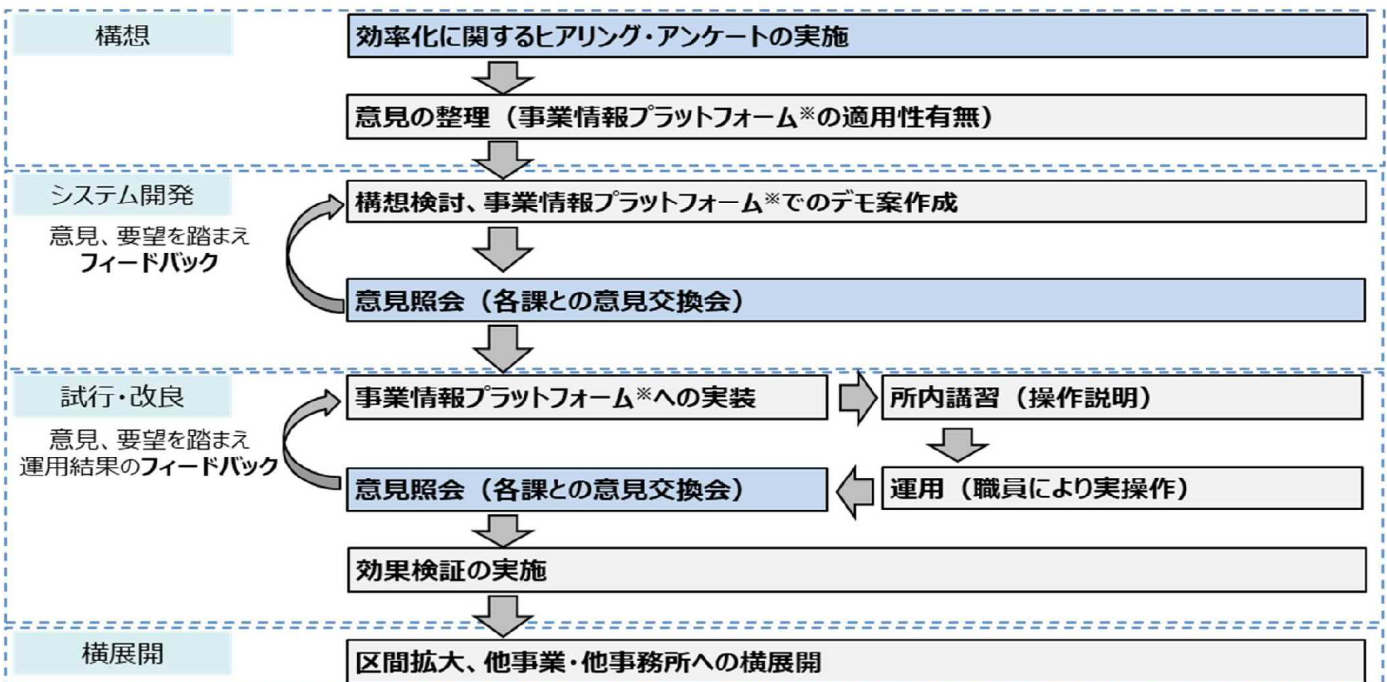 構想
効率化に関するヒアリング・アンケートの実施
意見の整理（事業情報プラットフォーム※の適用性有無）
システム開発
意見、要望を踏まえ
フィードバック
構想検討、事業情報プラットフォーム※でのデモ案作成
意見照会（各課との意見交換会）
試行・改良
意見、要望を踏まえ
運用結果のフィードバック
事業情報プラットフォーム※への実装
所内講習（操作説明）
意見照会（各課との意見交換会）
運用（職員により実操作）
効果検証の実施
横展開
区間拡大、他事業・他事務所への横展開